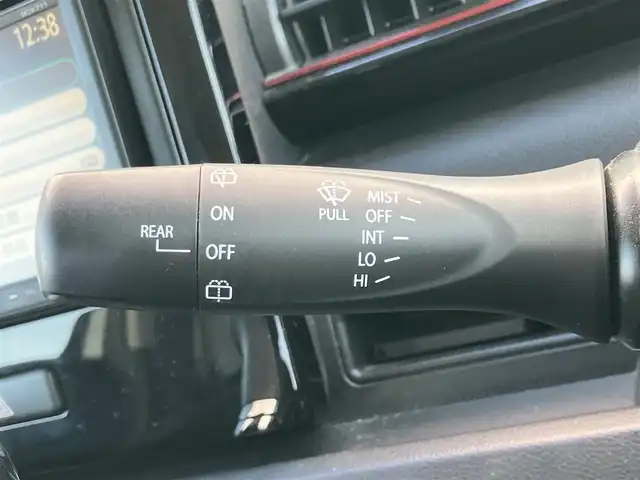 12:38
REAR
ON
OFF
PULL
MIST
OFF
INT
LO
HI